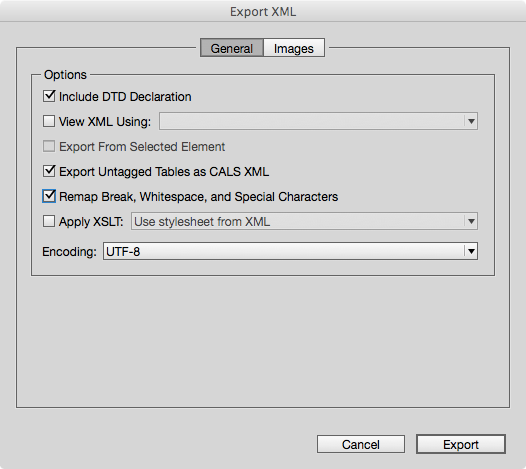 Export XML
General Images
Options
Include DTD Declaration
View XML Using:
Export From Selected Element
Export Untagged Tables as CALS XML
Remap Break, Whitespace, and Special Characters
Apply XSLT: Use stylesheet from XML
Encoding: UTF-8
Cancel Export